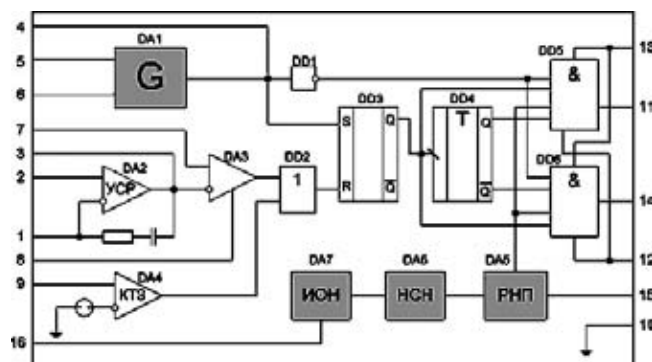 4
DA1
5
G
6
DD1
DD5
&
13
11
7
3
2
DA2
УСР
DA3
DD2
1
DD3
S
Q
R
Q
DD4
T
Q
Q
DD6
&
14
12
1
8
9
DA4
КТЗ
DA7
ИОН
DA6
НСН
DA5
РНП
15
10
16